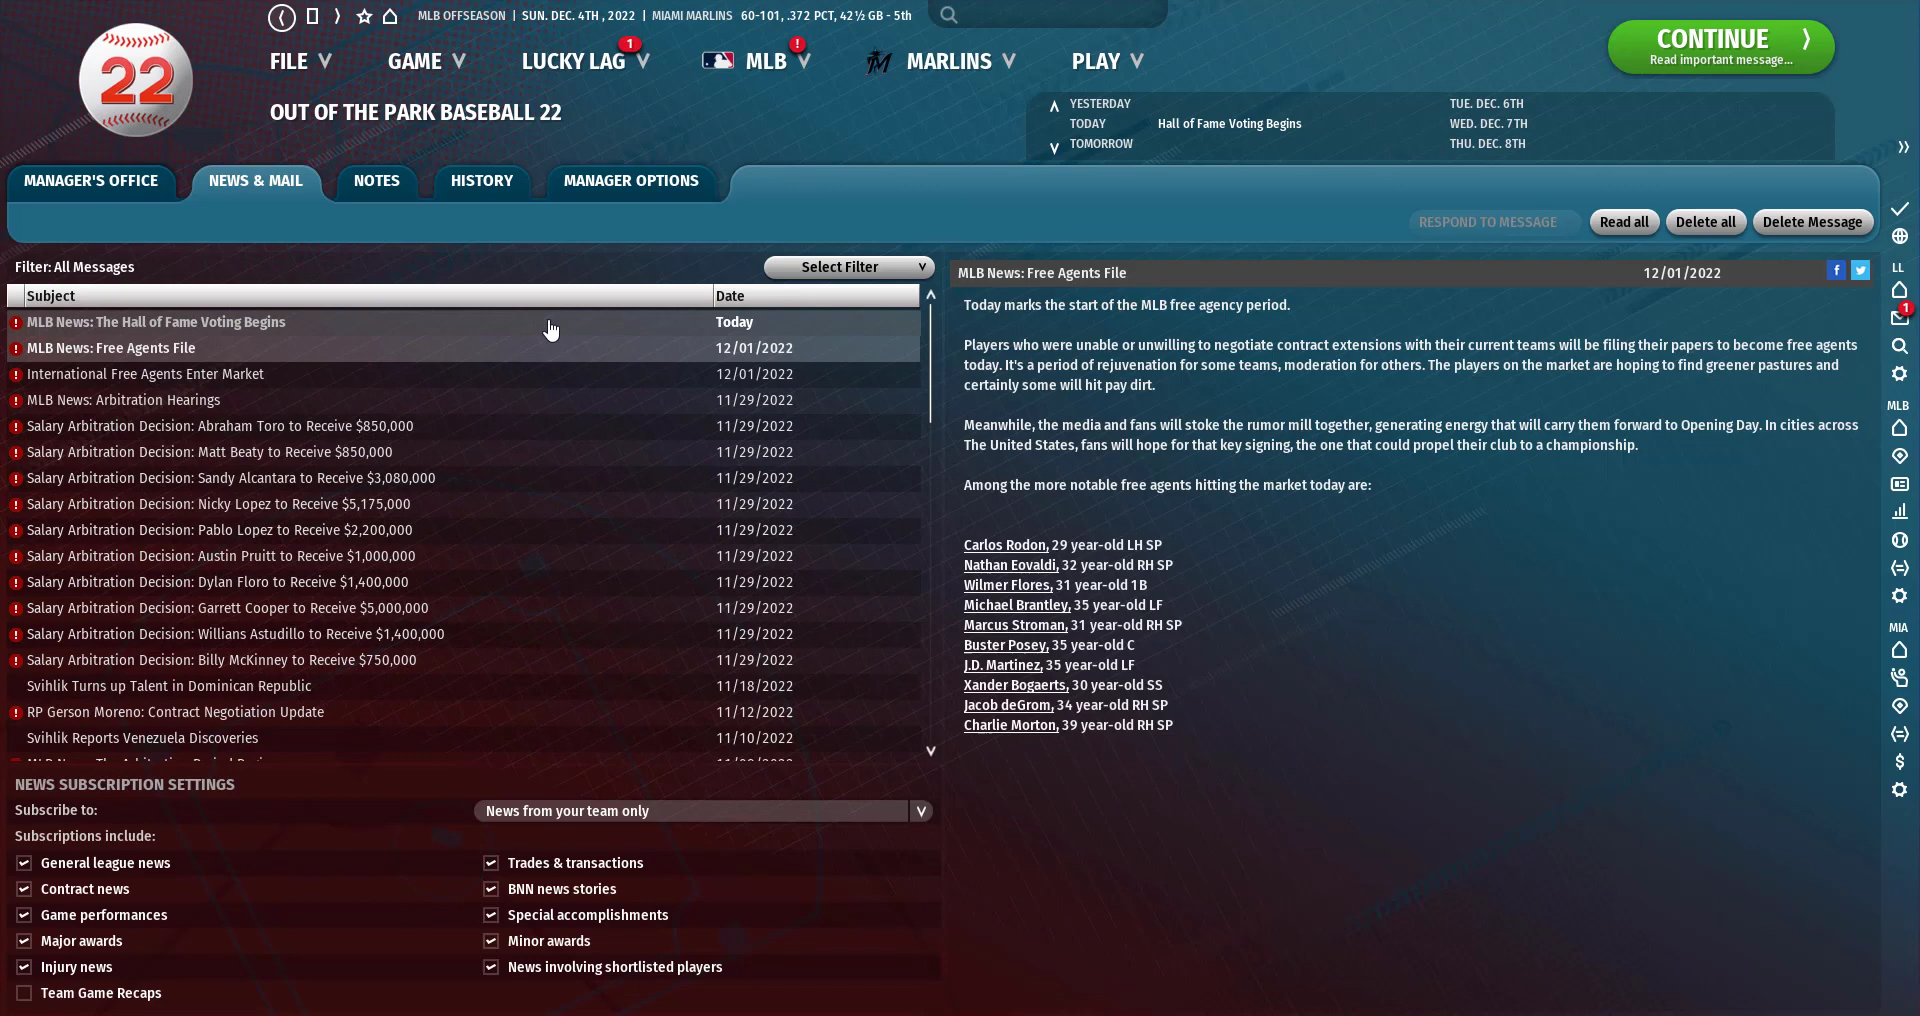 MLB OFFSEASON | SUN. DEC. 4TH , 2022 | MIAMI MARLINS 60-101, .372 PCT, 42½ GB - 5th
22
FILE
GAME
LUCKY LAG
1
MLB
!
MARLINS
PLAY
CONTINUE
Read important message...
OUT OF THE PARK BASEBALL 22
YESTERDAY
TODAY
TOMORROW
Hall of Fame Voting Begins
TUE. DEC. 6TH
WED. DEC. 7TH
THU. DEC. 8TH
MANAGER'S OFFICE
NEWS & MAIL
NOTES
HISTORY
MANAGER OPTIONS
RESPOND TO MESSAGE
Read all
Delete all
Delete Message
Filter: All Messages
Select Filter
Subject Date
MLB News: The Hall of Fame Voting Begins Today
MLB News: Free Agents File 12/01/2022
International Free Agents Enter Market 12/01/2022
MLB News: Arbitration Hearings 11/29/2022
Salary Arbitration Decision: Abraham Toro to Receive $850,000 11/29/2022
Salary Arbitration Decision: Matt Beaty to Receive $850,000 11/29/2022
Salary Arbitration Decision: Sandy Alcantara to Receive $3,080,000 11/29/2022
Salary Arbitration Decision: Nicky Lopez to Receive $5,175,000 11/29/2022
Salary Arbitration Decision: Pablo Lopez to Receive $2,200,000 11/29/2022
Salary Arbitration Decision: Austin Pruitt to Receive $1,000,000 11/29/2022
Salary Arbitration Decision: Dylan Floro to Receive $1,400,000 11/29/2022
Salary Arbitration Decision: Garrett Cooper to Receive $5,000,000 11/29/2022
Salary Arbitration Decision: Willians Astudillo to Receive $1,400,000 11/29/2022
Salary Arbitration Decision: Billy McKinney to Receive $750,000 11/29/2022
Svihlik Turns up Talent in Dominican Republic 11/18/2022
RP Gerson Moreno: Contract Negotiation Update 11/12/2022
Svihlik Reports Venezuela Discoveries 11/10/2022
NEWS SUBSCRIPTION SETTINGS
Subscribe to: News from your team only
Subscriptions include:
General league news
Trades & transactions
Contract news
BNN news stories
Game performances
Special accomplishments
Major awards
Minor awards
Injury news
News involving shortlisted players
Team Game Recaps
MLB News: Free Agents File 12/01/2022
Today marks the start of the MLB free agency period.
Players who were unable or unwilling to negotiate contract extensions with their current teams will be filing their papers to become free agents
today. It's a period of rejuvenation for some teams, moderation for others. The players on the market are hoping to find greener pastures and
certainly some will hit pay dirt.
Meanwhile, the media and fans will stoke the rumor mill together, generating energy that will carry them forward to Opening Day. In cities across
The United States, fans will hope for that key signing, the one that could propel their club to a championship.
Among the more notable free agents hitting the market today are:
Carlos Rodon, 29 year-old LH SP
Nathan Eovaldi, 32 year-old RH SP
Wilmer Flores, 31 year-old 1B
Michael Brantley, 35 year-old LF
Marcus Stroman, 31 year-old RH SP
Buster Posey, 35 year-old C
J.D. Martinez, 35 year-old LF
Xander Bogaerts, 30 year-old SS
Jacob deGrom, 34 year-old RH SP
Charlie Morton, 39 year-old RH SP
LL
1
MLB
MIA